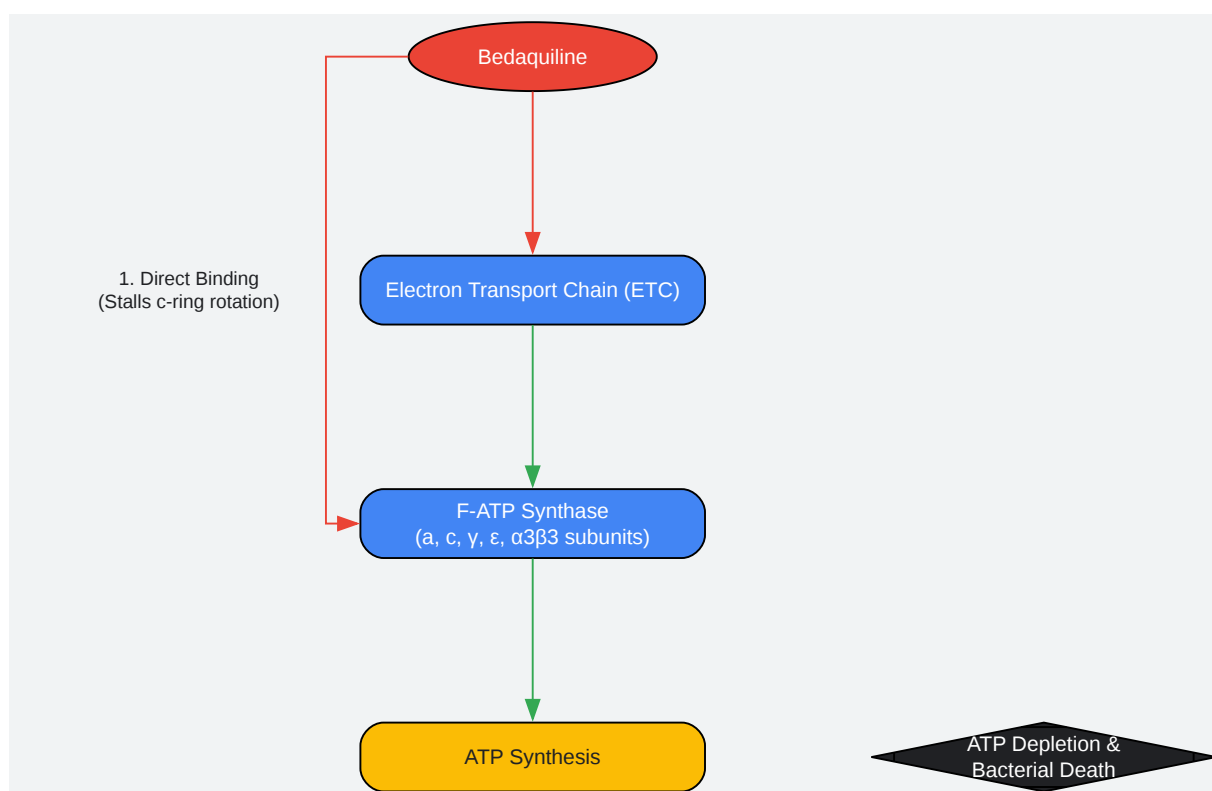 Bedaquiline
1. Direct Binding
(Stalls c-ring rotation)
Electron Transport Chain (ETC)
F-ATP Synthase
(a, c, γ, ε, α3β3 subunits)
ATP Synthesis
ATP Depletion &
Bacterial Death